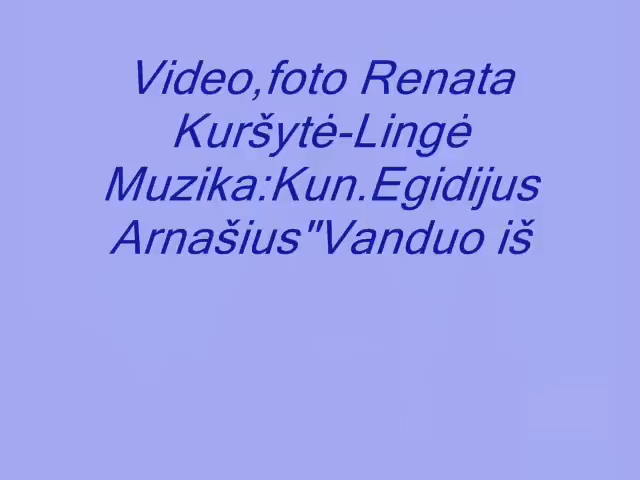 Video,foto Renata
Kuršytė-Lingė
Muzika:Kun.Egidijus
Arnašius"Vanduo iš